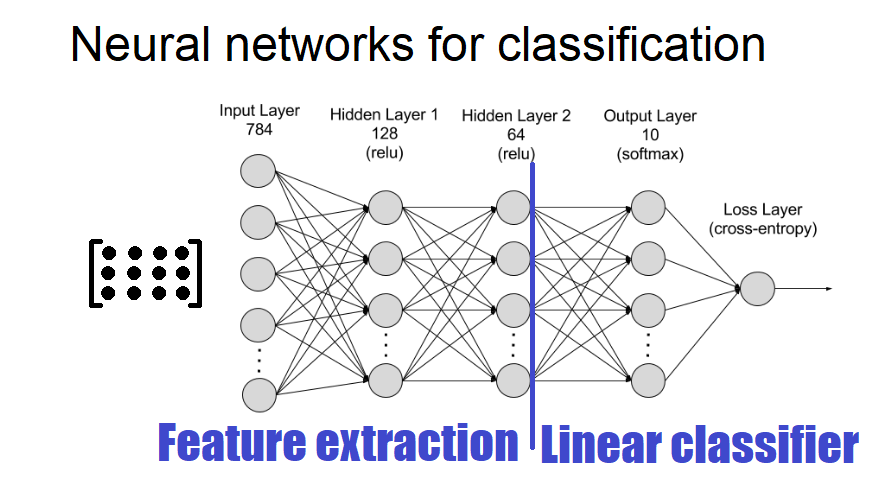 Neural networks for classification
Input Layer
784
Hidden Layer 1
128
(relu)
Hidden Layer 2
64
(relu)
Output Layer
10
(softmax)
Loss Layer
(cross-entropy)
Feature extraction
Linear classifier